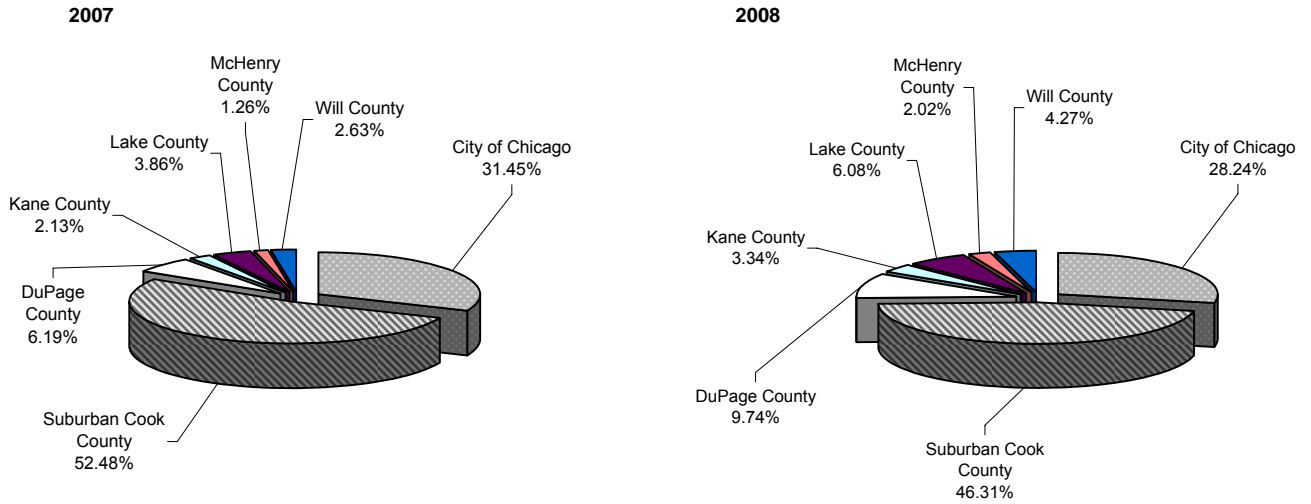 2007
McHenry
County
1.26%
Will County
2.63%
Lake County
3.86%
City of Chicago
31.45%
Kane County
2.13%
DuPage
County
6.19%
Suburban Cook
County
52.48%
2008
McHenry
County
2.02%
Will County
4.27%
Lake County
6.08%
City of Chicago
28.24%
Kane County
3.34%
DuPage County
9.74%
Suburban Cook
County
46.31%